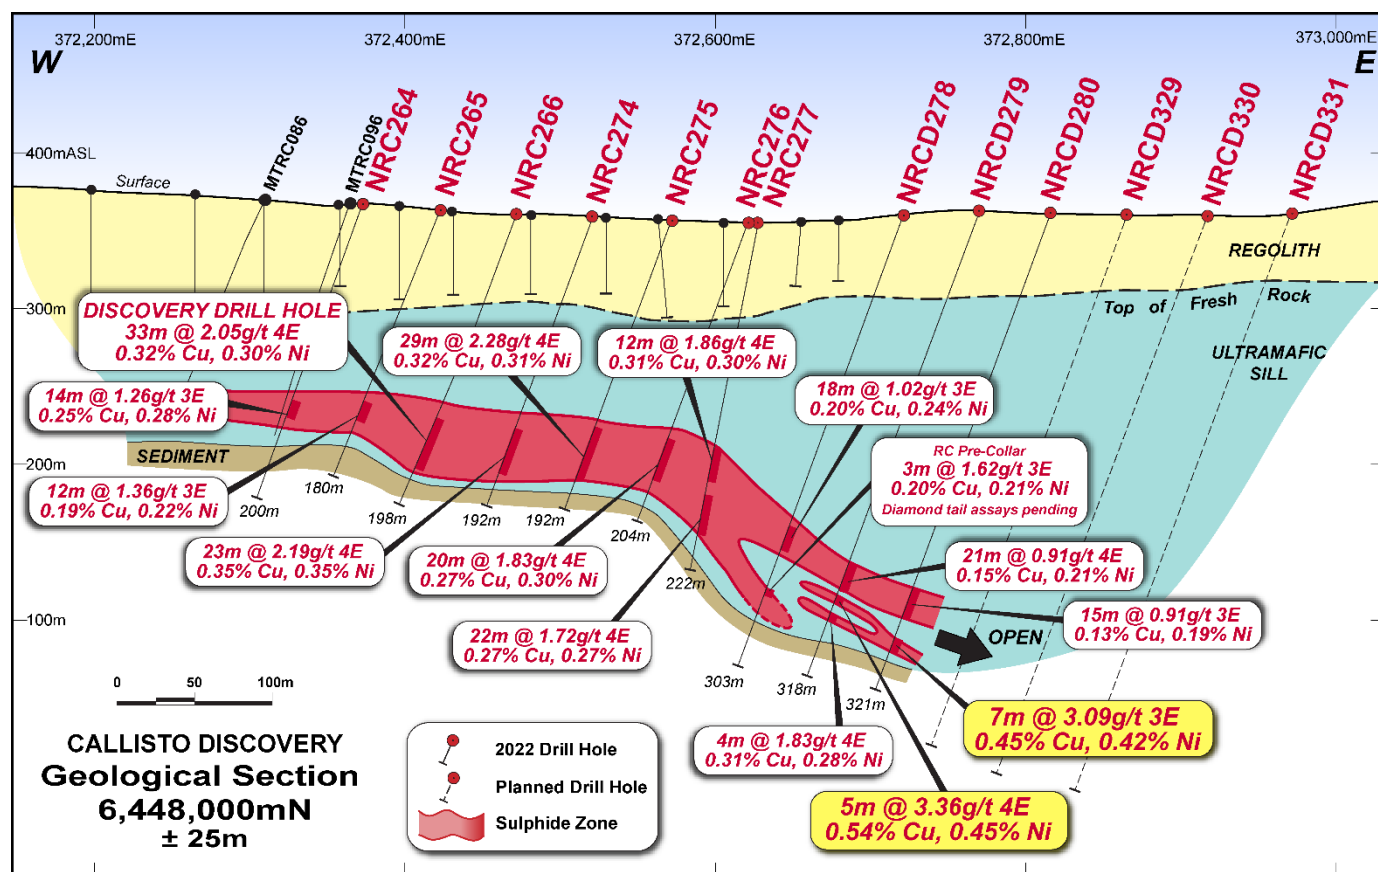 372,200mE
372,400mE
372,600mE
372,800mE
373,000mE
W
E
MTRC086
MTRC096
NRC264
NRC265
NRC266
NRC274
NRC275
NRC276
NRC277
NRCD278
NRCD279
NRCD280
NRCD329
NRCD330
NRCD331
400mASL
Surface
REGOLITH
300m
Top of Fresh Rock
ULTRAMAFIC
SILL
DISCOVERY DRILL HOLE
33m @ 2.05g/t 4E
0.32% Cu, 0.30% Ni
29m @ 2.28g/t 4E
0.32% Cu, 0.31% Ni
12m @ 1.86g/t 4E
0.31% Cu, 0.30% Ni
14m @ 1.26g/t 3E
0.25% Cu, 0.28% Ni
18m @ 1.02g/t 3E
0.20% Cu, 0.24% Ni
RC Pre-Collar
3m @ 1.62g/t 3E
0.20% Cu, 0.21% Ni
Diamond tail assays pending
200m
SEDIMENT
12m @ 1.36g/t 3E
0.19% Cu, 0.22% Ni
200m
180m
198m
192m
192m
204m
222m
23m @ 2.19g/t 4E
0.35% Cu, 0.35% Ni
20m @ 1.83g/t 4E
0.27% Cu, 0.30% Ni
21m @ 0.91g/t 4E
0.15% Cu, 0.21% Ni
15m @ 0.91g/t 3E
0.13% Cu, 0.19% Ni
100m
22m @ 1.72g/t 4E
0.27% Cu, 0.27% Ni
OPEN
303m
318m
321m
0 50 100m
4m @ 1.83g/t 4E
0.31% Cu, 0.28% Ni
7m @ 3.09g/t 3E
0.45% Cu, 0.42% Ni
5m @ 3.36g/t 4E
0.54% Cu, 0.45% Ni
CALLISTO DISCOVERY
Geological Section
6,448,000mN
± 25m
2022 Drill Hole
Planned Drill Hole
Sulphide Zone